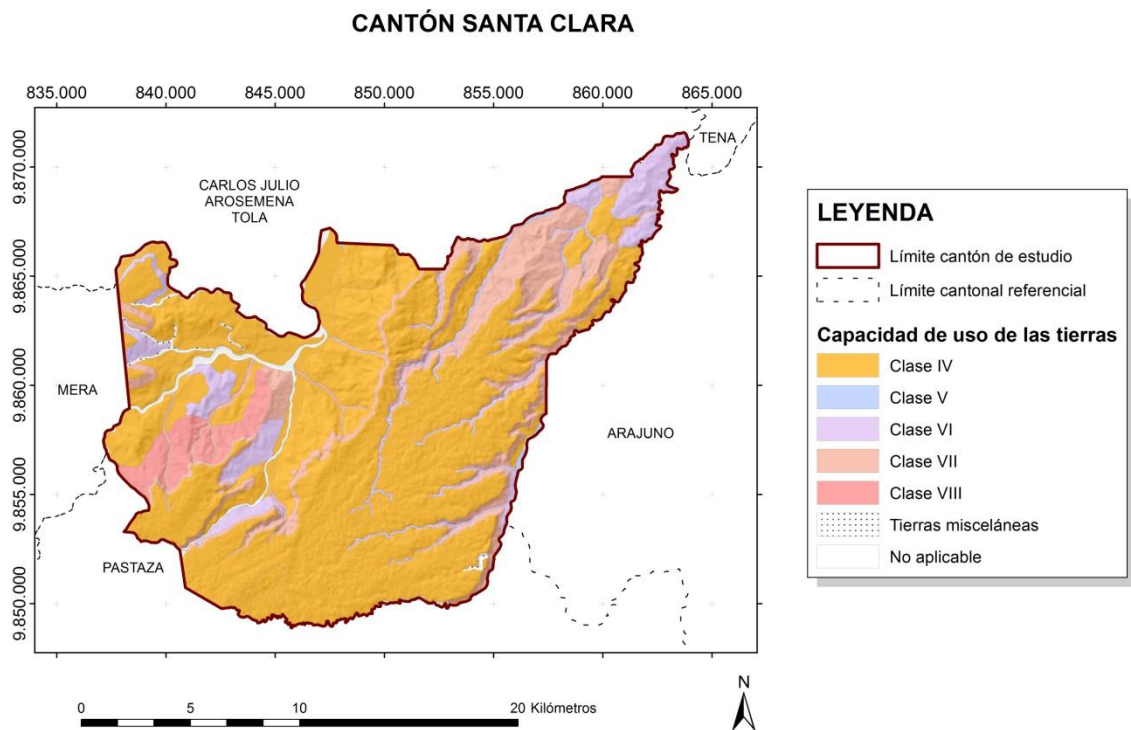 CANTÓN SANTA CLARA
835.000 840.000 845.000 850.000 855.000 860.000 865.000
9.870.000
9.865.000
9.860.000
9.855.000
9.850.000
TENA
CARLOS JULIO
AROSEMENA
TOLA
MERA
ARAJUNO
PASTAZA
LEYENDA
Límite cantón de estudio
Límite cantonal referencial
Capacidad de uso de las tierras
Clase IV
Clase V
Clase VI
Clase VII
Clase VIII
Tierras misceláneas
No aplicable
0 5 10 20 Kilómetros
N